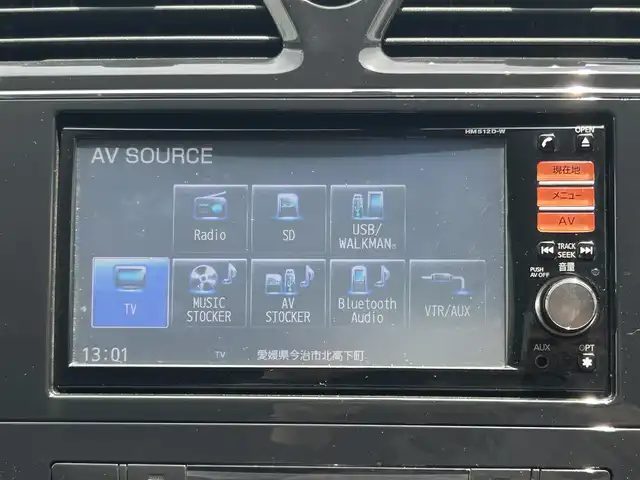 HM512D-W
OPEN
AV SOURCE
現在地
Radio
SD
USB/
WALKMAN®
メニュー
AV
TRACK
SEEK
音量
PUSH
AV OFF
TV
MUSIC
STOCKER
AV
STOCKER
Bluetooth
Audio
VTR/AUX
AUX
OPT
13:01
TV
愛媛県今治市北高下町